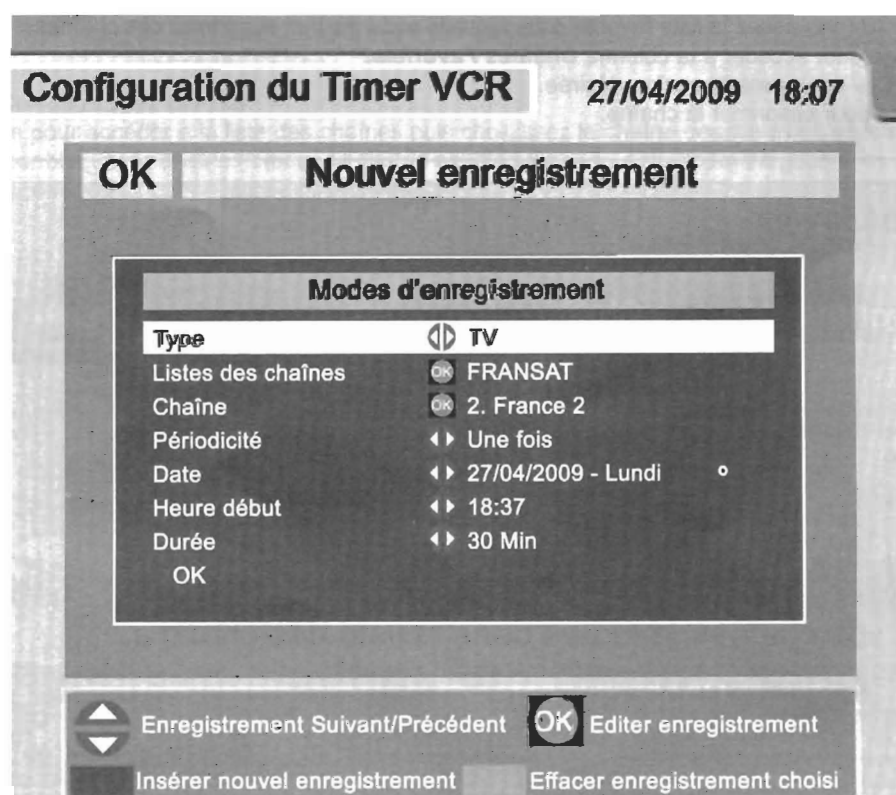 Configuration du Timer VCR 27/04/2009 18:07
OK Nouvel enregistrement
Modes d'enregistrement
Type TV
Listes des chaînes OK FRANSAT
Chaîne OK 2. France 2
Périodicité Une fois
Date 27/04/2009 - Lundi
Heure début 18:37
Durée 30 Min
OK
Enregistrement Suivant/Précédent OK Editer enregistrement
Insérer nouvel enregistrement Effacer enregistrement choisi